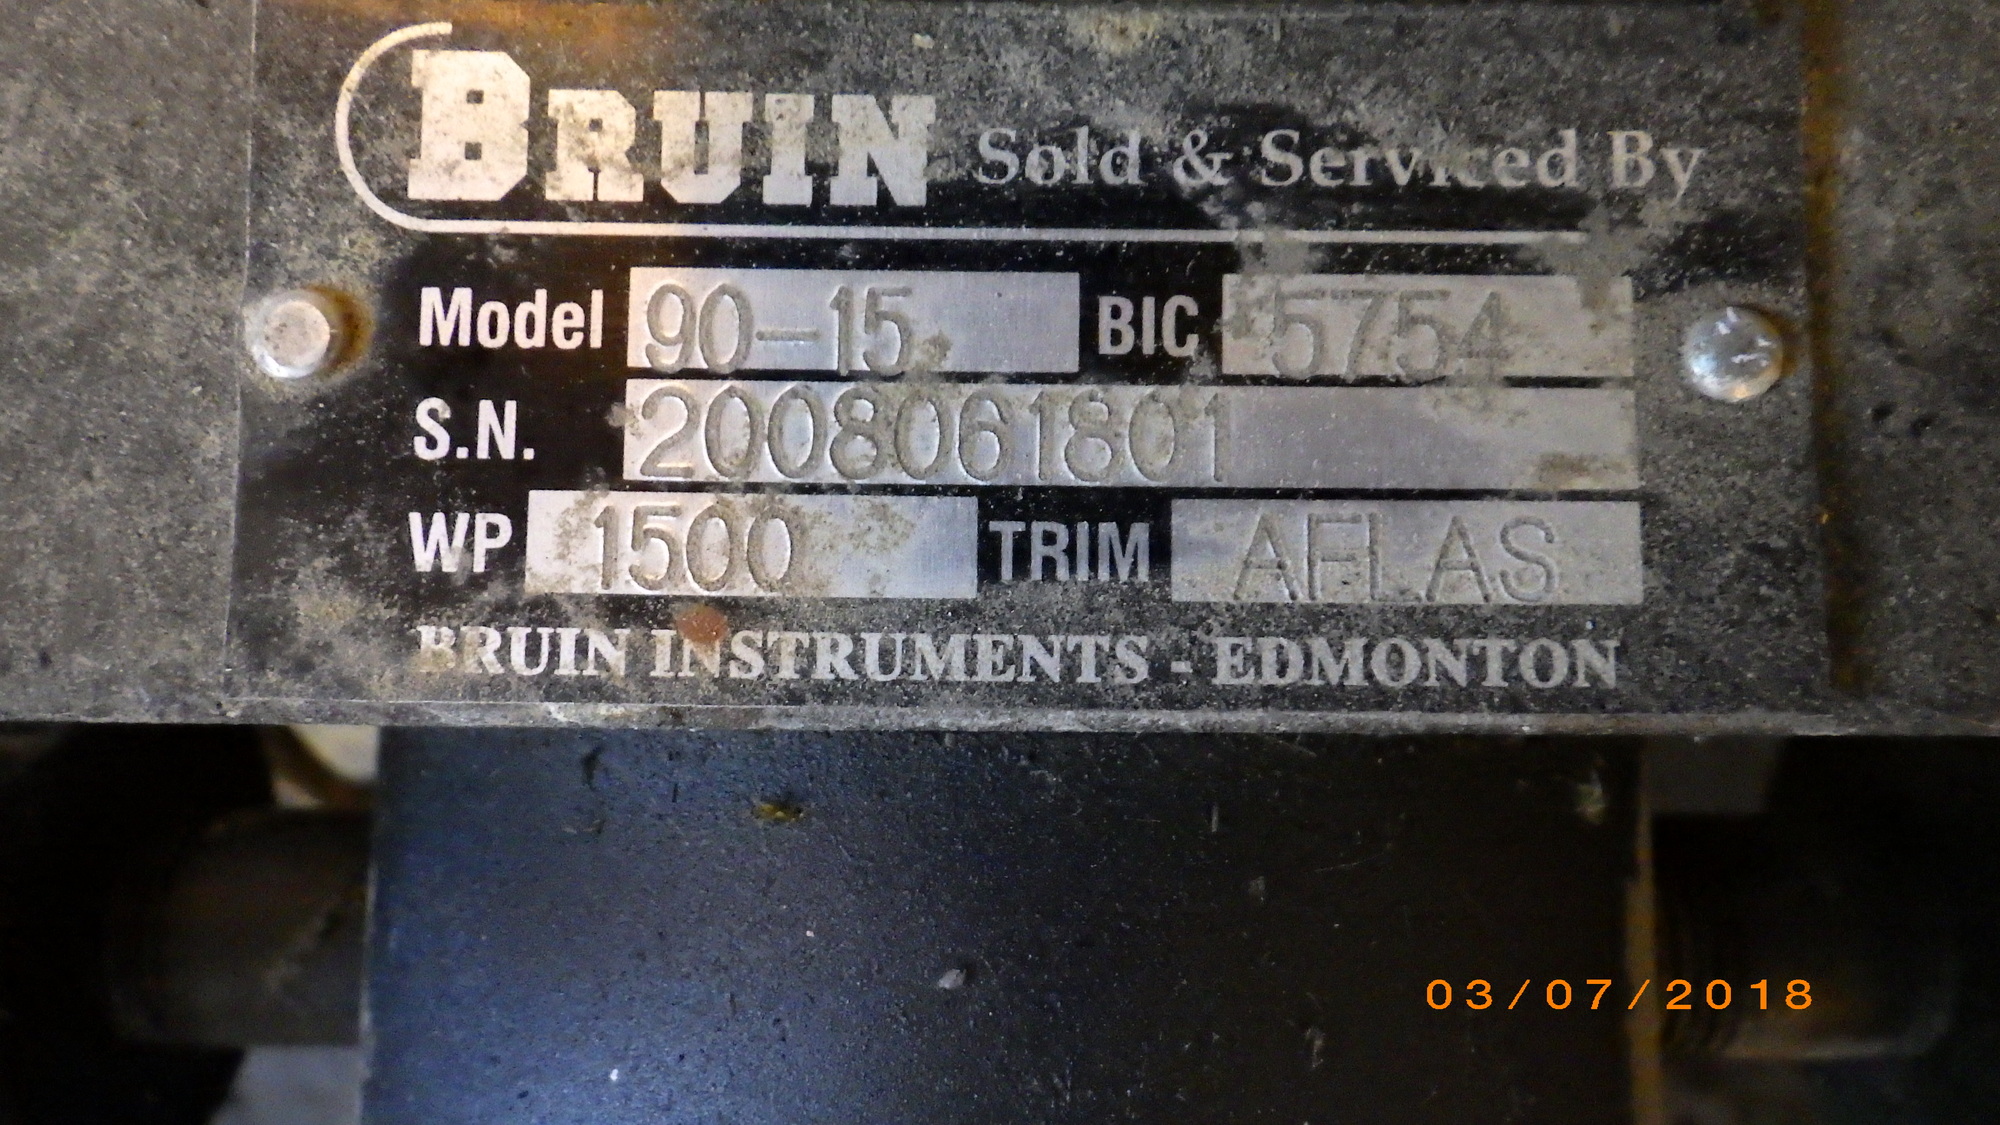 BRUIN Sold & Serviced By
Model 90-15 BIC 5754
S.N. 2008061801
WP 1500 TRIM AFLAS
BRUIN INSTRUMENTS - EDMONTON
03/07/2018